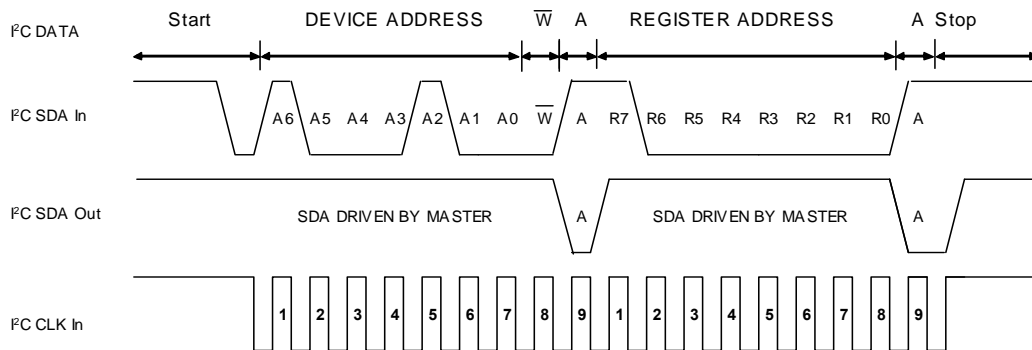 Start DEVICE ADDRESS W̅ A REGISTER ADDRESS A Stop
I²C DATA
I²C SDA In
A6 A5 A4 A3 A2 A1 A0 W̅ A R7 R6 R5 R4 R3 R2 R1 R0 A
I²C SDA Out
SDA DRIVEN BY MASTER A SDA DRIVEN BY MASTER A
I²C CLK In
1 2 3 4 5 6 7 8 9 1 2 3 4 5 6 7 8 9